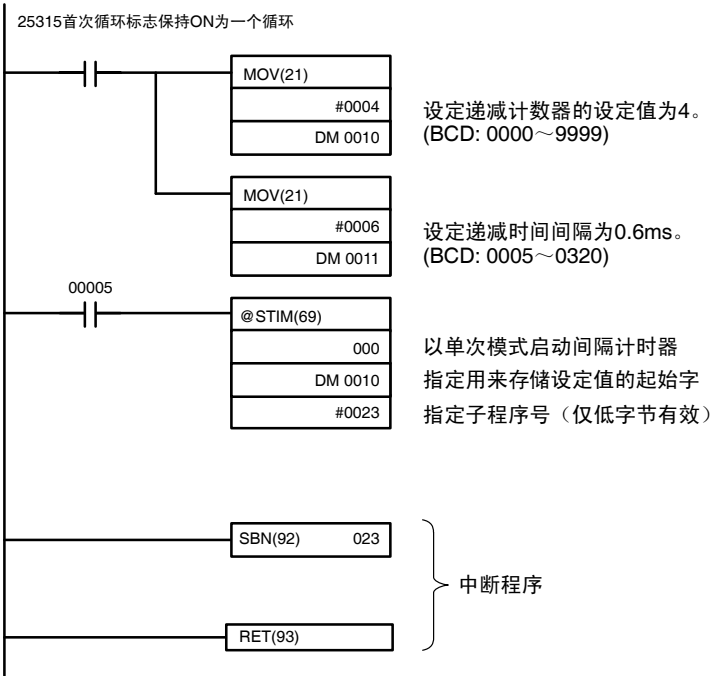 25315首次循环标志保持ON为一个循环
MOV(21)
#0004
DM 0010
设定递减计数器的设定值为4。
(BCD: 0000～9999)
MOV(21)
#0006
DM 0011
设定递减时间间隔为0.6ms。
(BCD: 0005～0320)
00005
@STIM(69)
000
以单次模式启动间隔计时器
DM 0010
指定用来存储设定值的起始字
#0023
指定子程序号（仅低字节有效）
SBN(92) 023
中断程序
RET(93)